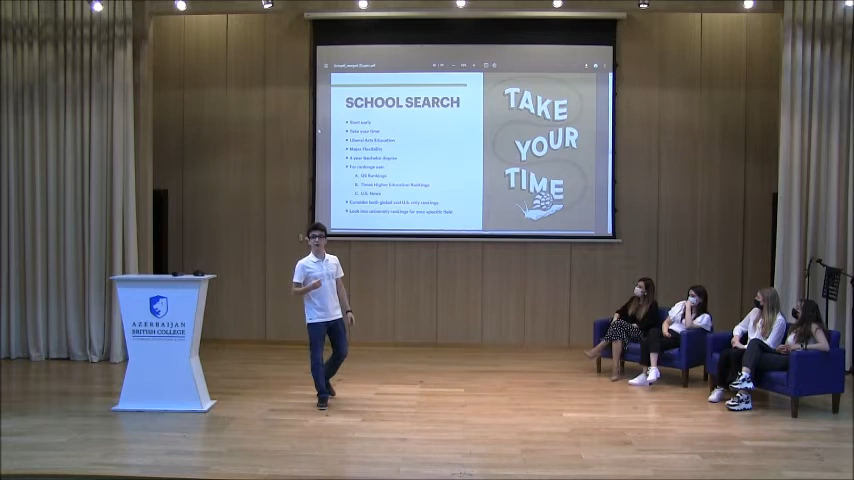 SCHOOL SEARCH
• Start early
• Take your time
• Liberal Arts Education
• Major Flexibility
• 4 year Bachelor degree
• For rankings use:
A. QS Rankings
B. Times Higher Education Rankings
C. U.S. News
• Consider both global and U.S. only rankings
• Look into university rankings for your specific field
TAKE
YOUR
TIME
AZERBAIJAN
BRITISH COLLEGE